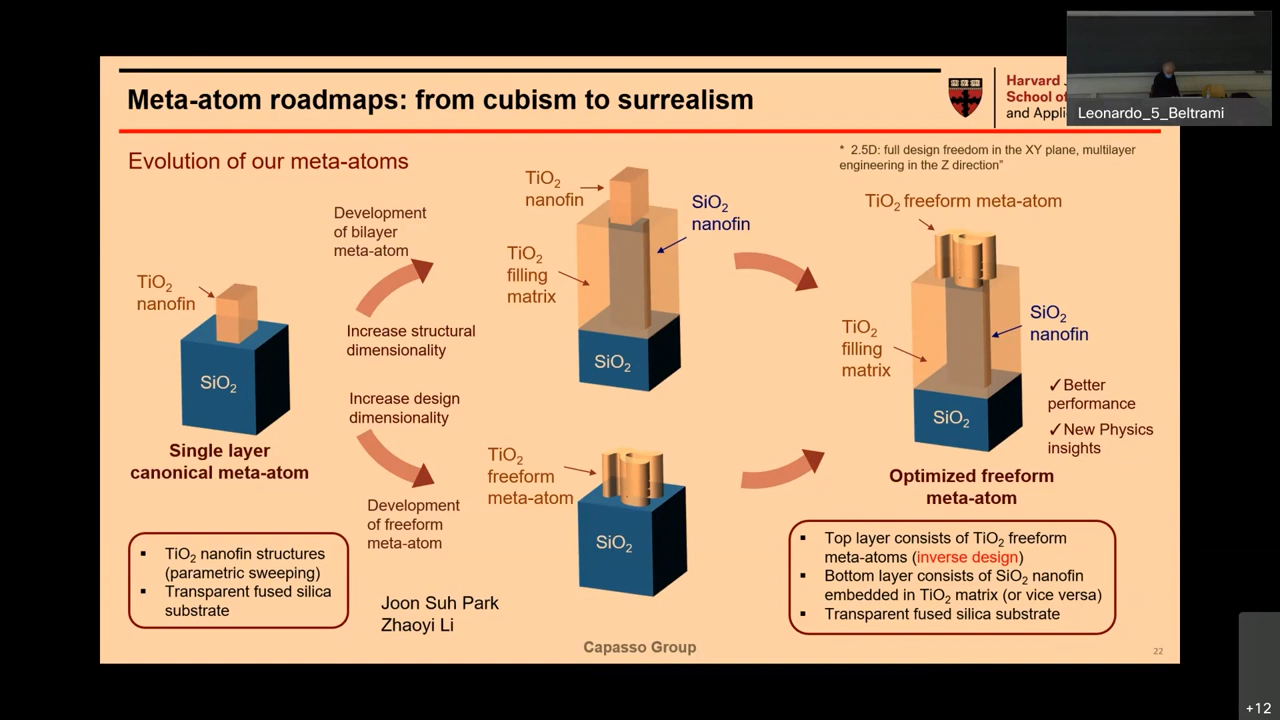 Meta-atom roadmaps: from cubism to surrealism
Harvard
School of
and Appli
Leonardo_5_Beltrami
Evolution of our meta-atoms
* 2.5D: full design freedom in the XY plane, multilayer
engineering in the Z direction"
TiO2
nanofin
SiO2
Single layer
canonical meta-atom
TiO2 nanofin structures
(parametric sweeping)
Transparent fused silica
substrate
Development
of bilayer
meta-atom
Increase structural
dimensionality
Increase design
dimensionality
Development
of freeform
meta-atom
Joon Suh Park
Zhaoyi Li
TiO2
nanofin
SiO2
nanofin
TiO2
filling
matrix
SiO2
TiO2
freeform
meta-atom
SiO2
TiO2 freeform meta-atom
SiO2
nanofin
TiO2
filling
matrix
SiO2
✓Better
performance
✓New Physics
insights
Optimized freeform
meta-atom
Top layer consists of TiO2 freeform
meta-atoms (inverse design)
Bottom layer consists of SiO2 nanofin
embedded in TiO2 matrix (or vice versa)
Transparent fused silica substrate
Capasso Group
22
+12